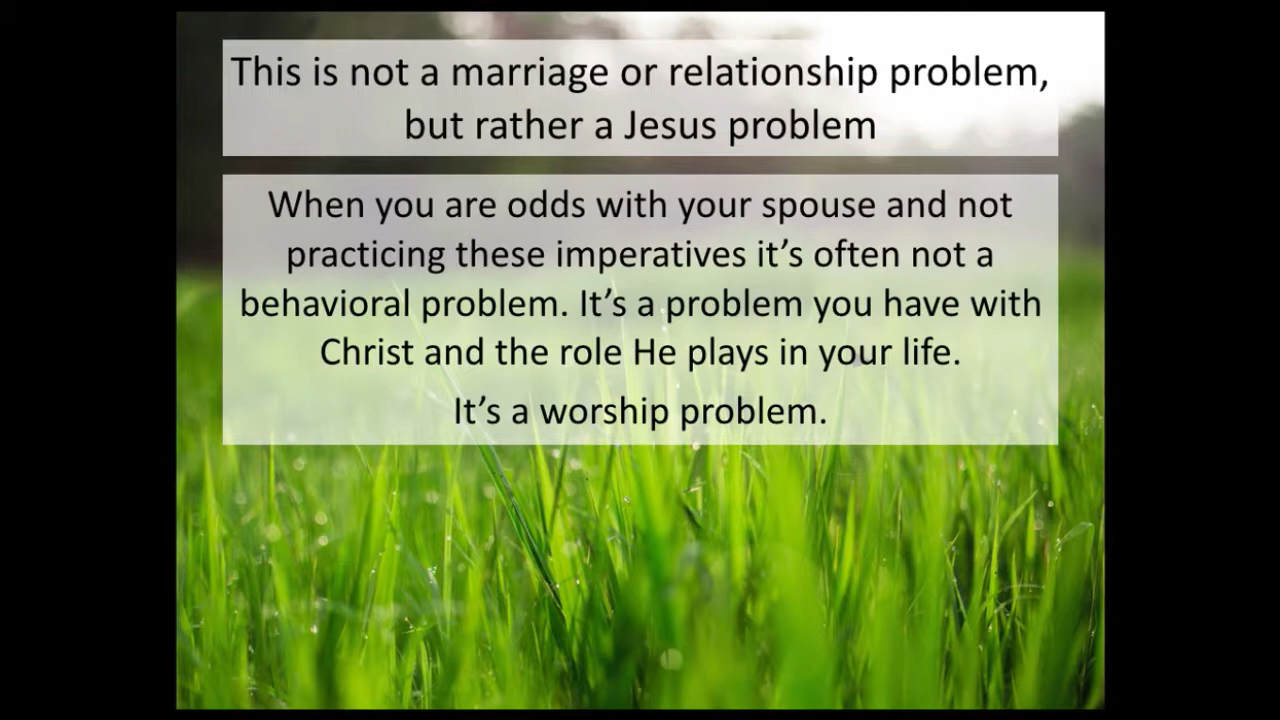 This is not a marriage or relationship problem,
but rather a Jesus problem
When you are odds with your spouse and not
practicing these imperatives it’s often not a
behavioral problem. It’s a problem you have with
Christ and the role He plays in your life.
It’s a worship problem.